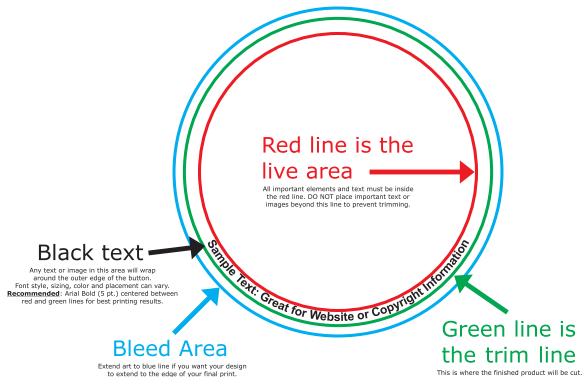 Red line is the
live area
All important elements and text must be inside
the red line. DO NOT place important text or
images beyond this line to prevent trimming.
Black text
Any text or image in this area will wrap
around the outer edge of the button.
Font style, sizing, color and placement can vary.
Recommended: Arial Bold (5 pt.) centered between
red and green lines for best printing results.
Sample Text: Great for Website or Copyright Information
Bleed Area
Extend art to blue line if you want your design
to extend to the edge of your final print.
Green line is
the trim line
This is where the finished product will be cut.